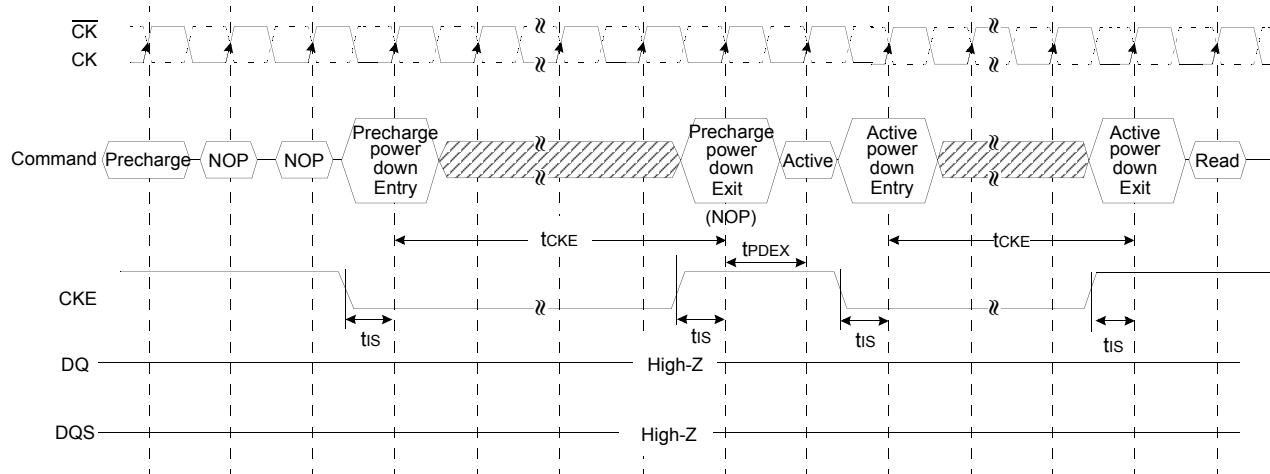 CK
CK
Command
Precharge
NOP
NOP
Precharge
power
down
Entry
Precharge
power
down
Exit
(NOP)
Active
Active
power
down
Entry
Active
power
down
Exit
Read
tCKE
tPDEX
tCKE
CKE
tIS
tIS
tIS
tIS
DQ
High-Z
DQS
High-Z